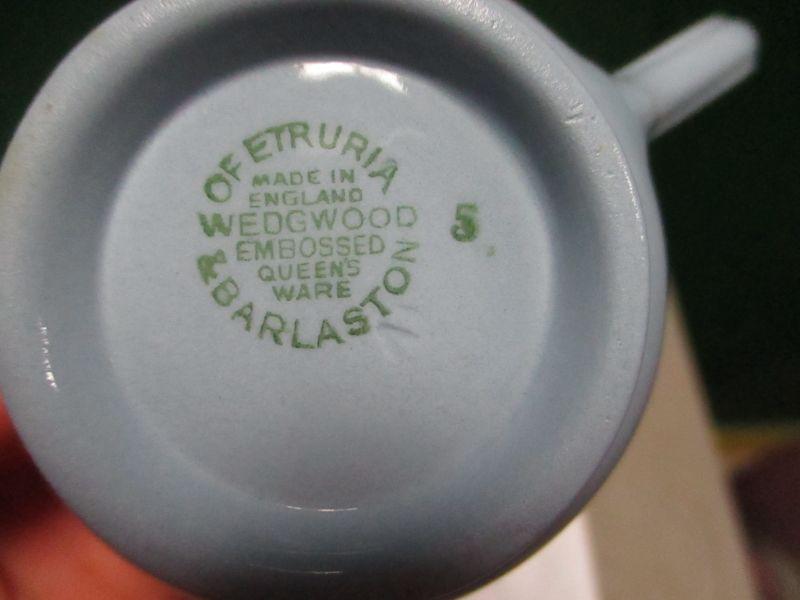 OF ETRURIA
MADE IN
ENGLAND
WEDGWOOD
EMBOSSED
QUEEN'S
WARE
& BARLASTON
5